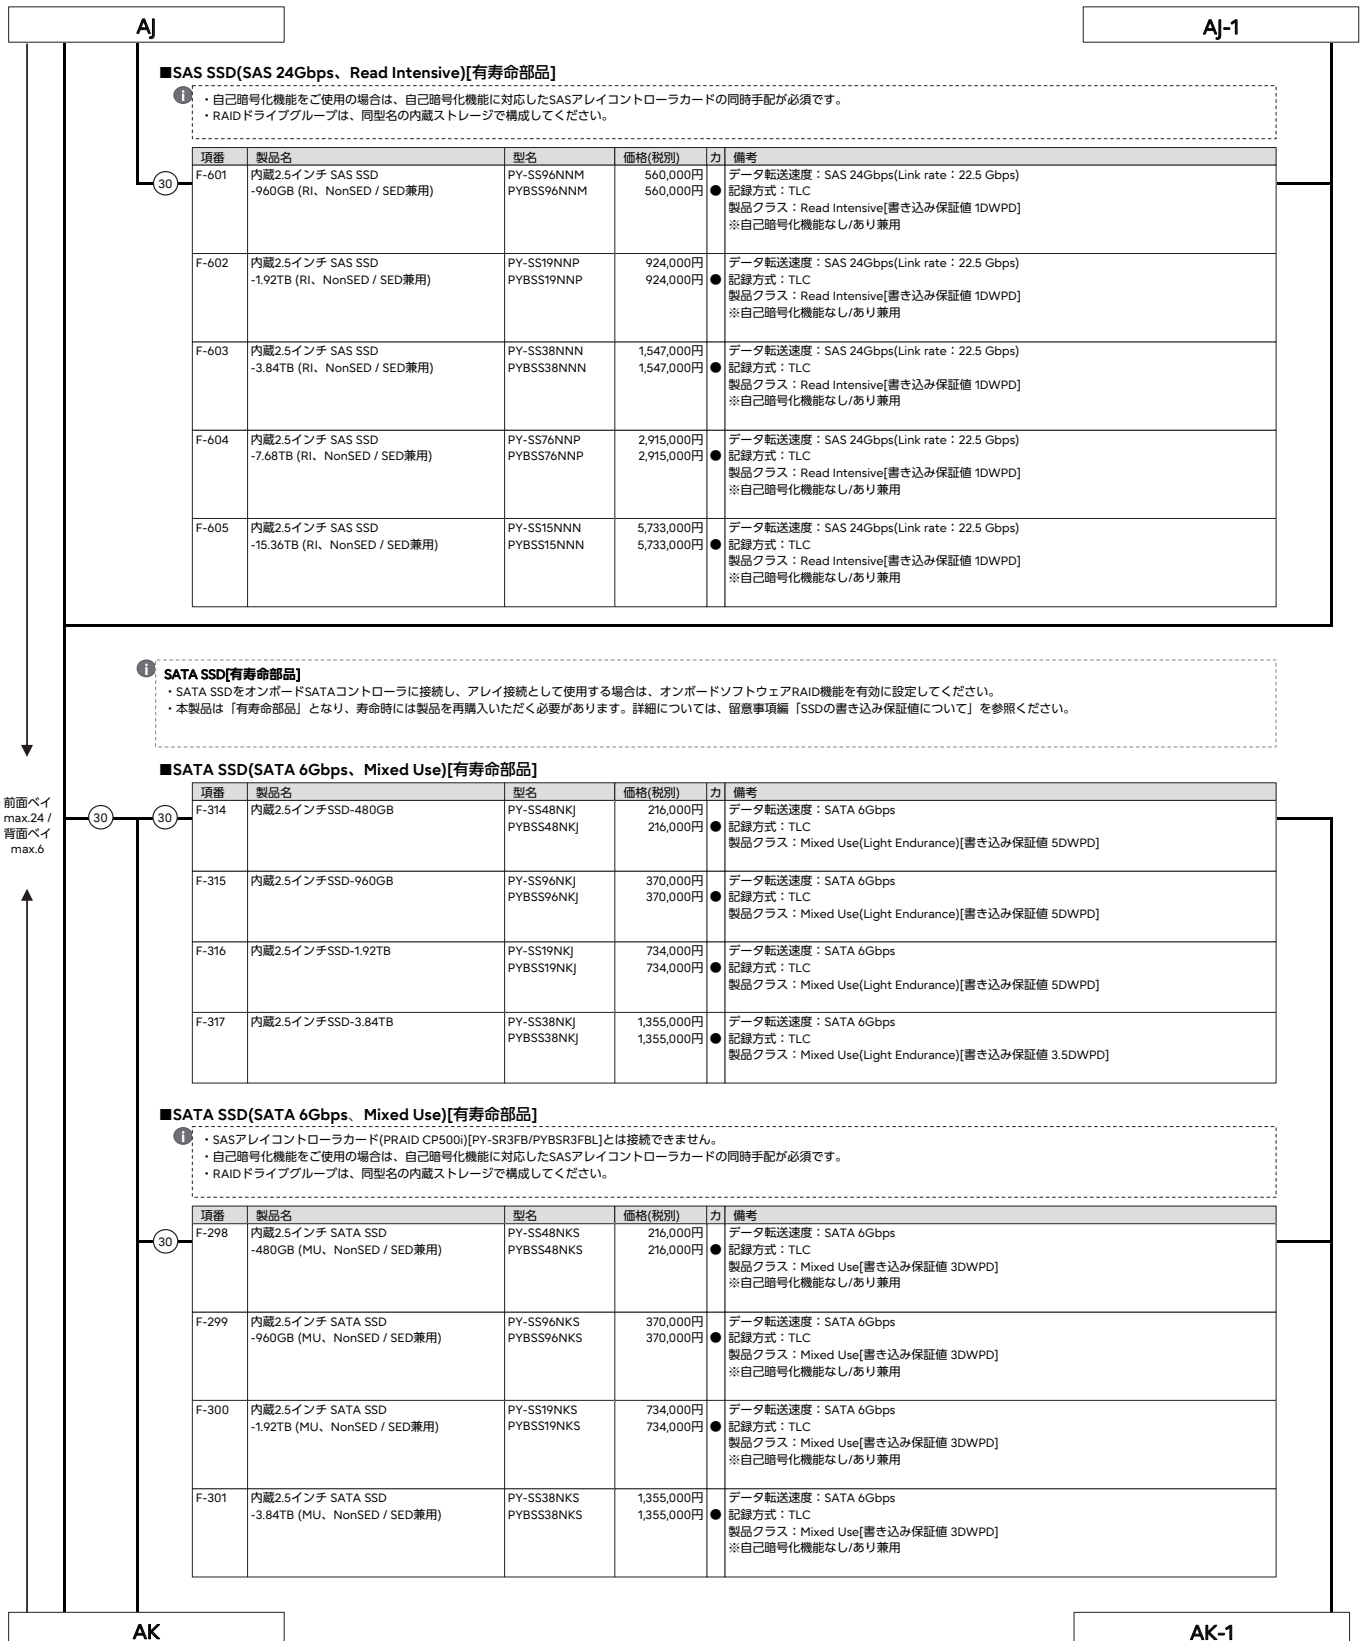 AJ
AJ-1
■SAS SSD(SAS 24Gbps、Read Intensive)[有寿命部品]
・自己暗号化機能をご使用の場合は、自己暗号化機能に対応したSASアレイコントローラカードの同時手配が必須です。
・RAIDドライブグループは、同型名の内蔵ストレージで構成してください。
項番 製品名 型名 価格(税別) カ 備考
30
F-601 内蔵2.5インチ SAS SSD PY-SS96NNM 560,000円 データ転送速度：SAS 24Gbps(Link rate：22.5 Gbps)
-960GB (RI、NonSED / SED兼用) PYBSS96NNM 560,000円 ● 記録方式：TLC
製品クラス：Read Intensive[書き込み保証値 1DWPD]
※自己暗号化機能なし/あり兼用
F-602 内蔵2.5インチ SAS SSD PY-SS19NNP 924,000円 データ転送速度：SAS 24Gbps(Link rate：22.5 Gbps)
-1.92TB (RI、NonSED / SED兼用) PYBSS19NNP 924,000円 ● 記録方式：TLC
製品クラス：Read Intensive[書き込み保証値 1DWPD]
※自己暗号化機能なし/あり兼用
F-603 内蔵2.5インチ SAS SSD PY-SS38NNN 1,547,000円 データ転送速度：SAS 24Gbps(Link rate：22.5 Gbps)
-3.84TB (RI、NonSED / SED兼用) PYBSS38NNN 1,547,000円 ● 記録方式：TLC
製品クラス：Read Intensive[書き込み保証値 1DWPD]
※自己暗号化機能なし/あり兼用
F-604 内蔵2.5インチ SAS SSD PY-SS76NNP 2,915,000円 データ転送速度：SAS 24Gbps(Link rate：22.5 Gbps)
-7.68TB (RI、NonSED / SED兼用) PYBSS76NNP 2,915,000円 ● 記録方式：TLC
製品クラス：Read Intensive[書き込み保証値 1DWPD]
※自己暗号化機能なし/あり兼用
F-605 内蔵2.5インチ SAS SSD PY-SS15NNN 5,733,000円 データ転送速度：SAS 24Gbps(Link rate：22.5 Gbps)
-15.36TB (RI、NonSED / SED兼用) PYBSS15NNN 5,733,000円 ● 記録方式：TLC
製品クラス：Read Intensive[書き込み保証値 1DWPD]
※自己暗号化機能なし/あり兼用
SATA SSD[有寿命部品]
・SATA SSDをオンボードSATAコントローラに接続し、アレイ接続として使用する場合は、オンボードソフトウェアRAID機能を有効に設定してください。
・本製品は「有寿命部品」となり、寿命時には製品を再購入いただく必要があります。詳細については、留意事項編「SSDの書き込み保証値について」を参照ください。
■SATA SSD(SATA 6Gbps、Mixed Use)[有寿命部品]
項番 製品名 型名 価格(税別) カ 備考
前面ベイ
max.24 /
背面ベイ
max.6
30
30
F-314 内蔵2.5インチSSD-480GB PY-SS48NKJ 216,000円 データ転送速度：SATA 6Gbps
PYBSS48NKJ 216,000円 ● 記録方式：TLC
製品クラス：Mixed Use(Light Endurance)[書き込み保証値 5DWPD]
F-315 内蔵2.5インチSSD-960GB PY-SS96NKJ 370,000円 データ転送速度：SATA 6Gbps
PYBSS96NKJ 370,000円 ● 記録方式：TLC
製品クラス：Mixed Use(Light Endurance)[書き込み保証値 5DWPD]
F-316 内蔵2.5インチSSD-1.92TB PY-SS19NKJ 734,000円 データ転送速度：SATA 6Gbps
PYBSS19NKJ 734,000円 ● 記録方式：TLC
製品クラス：Mixed Use(Light Endurance)[書き込み保証値 5DWPD]
F-317 内蔵2.5インチSSD-3.84TB PY-SS38NKJ 1,355,000円 データ転送速度：SATA 6Gbps
PYBSS38NKJ 1,355,000円 ● 記録方式：TLC
製品クラス：Mixed Use(Light Endurance)[書き込み保証値 3.5DWPD]
■SATA SSD(SATA 6Gbps、Mixed Use)[有寿命部品]
・SASアレイコントローラカード(PRAID CP500i)[PY-SR3FB/PYBSR3FBL]とは接続できません。
・自己暗号化機能をご使用の場合は、自己暗号化機能に対応したSASアレイコントローラカードの同時手配が必須です。
・RAIDドライブグループは、同型名の内蔵ストレージで構成してください。
項番 製品名 型名 価格(税別) カ 備考
30
F-298 内蔵2.5インチ SATA SSD PY-SS48NKS 216,000円 データ転送速度：SATA 6Gbps
-480GB (MU、NonSED / SED兼用) PYBSS48NKS 216,000円 ● 記録方式：TLC
製品クラス：Mixed Use[書き込み保証値 3DWPD]
※自己暗号化機能なし/あり兼用
F-299 内蔵2.5インチ SATA SSD PY-SS96NKS 370,000円 データ転送速度：SATA 6Gbps
-960GB (MU、NonSED / SED兼用) PYBSS96NKS 370,000円 ● 記録方式：TLC
製品クラス：Mixed Use[書き込み保証値 3DWPD]
※自己暗号化機能なし/あり兼用
F-300 内蔵2.5インチ SATA SSD PY-SS19NKS 734,000円 データ転送速度：SATA 6Gbps
-1.92TB (MU、NonSED / SED兼用) PYBSS19NKS 734,000円 ● 記録方式：TLC
製品クラス：Mixed Use[書き込み保証値 3DWPD]
※自己暗号化機能なし/あり兼用
F-301 内蔵2.5インチ SATA SSD PY-SS38NKS 1,355,000円 データ転送速度：SATA 6Gbps
-3.84TB (MU、NonSED / SED兼用) PYBSS38NKS 1,355,000円 ● 記録方式：TLC
製品クラス：Mixed Use[書き込み保証値 3DWPD]
※自己暗号化機能なし/あり兼用
AK
AK-1